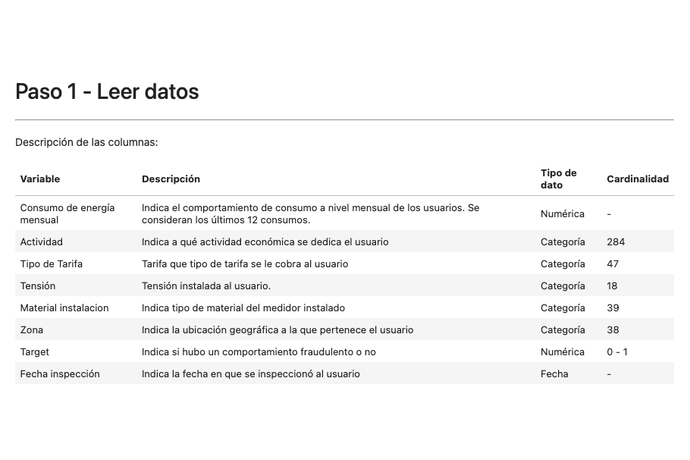 Paso 1 - Leer datos
Descripción de las columnas:
Variable Descripción Tipo de dato Cardinalidad
Consumo de energía mensual Indica el comportamiento de consumo a nivel mensual de los usuarios. Se consideran los últimos 12 consumos. Numérica -
Actividad Indica a qué actividad económica se dedica el usuario Categoría 284
Tipo de Tarifa Tarifa que tipo de tarifa se le cobra al usuario Categoría 47
Tensión Tensión instalada al usuario. Categoría 18
Material instalacion Indica tipo de material del medidor instalado Categoría 39
Zona Indica la ubicación geográfica a la que pertenece el usuario Categoría 38
Target Indica si hubo un comportamiento fraudulento o no Numérica 0 - 1
Fecha inspección Indica la fecha en que se inspeccionó al usuario Fecha -